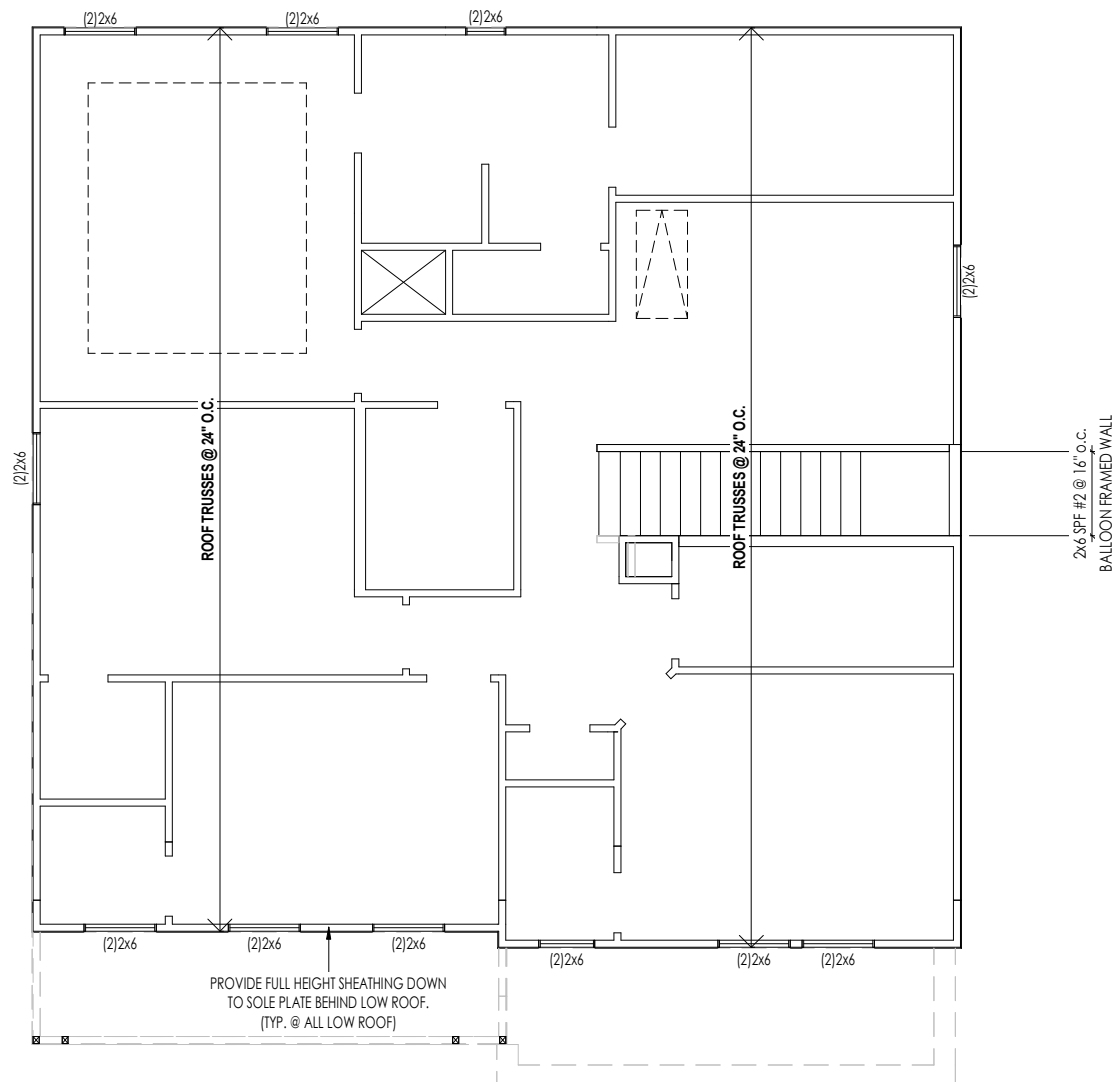 (2)2x6
(2)2x6
(2)2x6
(2)2x6
(2)2x6
ROOF TRUSSES @ 24" O.C.
ROOF TRUSSES @ 24" O.C.
2x6 SPF #2 @ 16" o.c.
BALLOON FRAMED WALL
(2)2x6
(2)2x6
(2)2x6
(2)2x6
(2)2x6
(2)2x6
PROVIDE FULL HEIGHT SHEATHING DOWN
TO SOLE PLATE BEHIND LOW ROOF.
(TYP. @ ALL LOW ROOF)